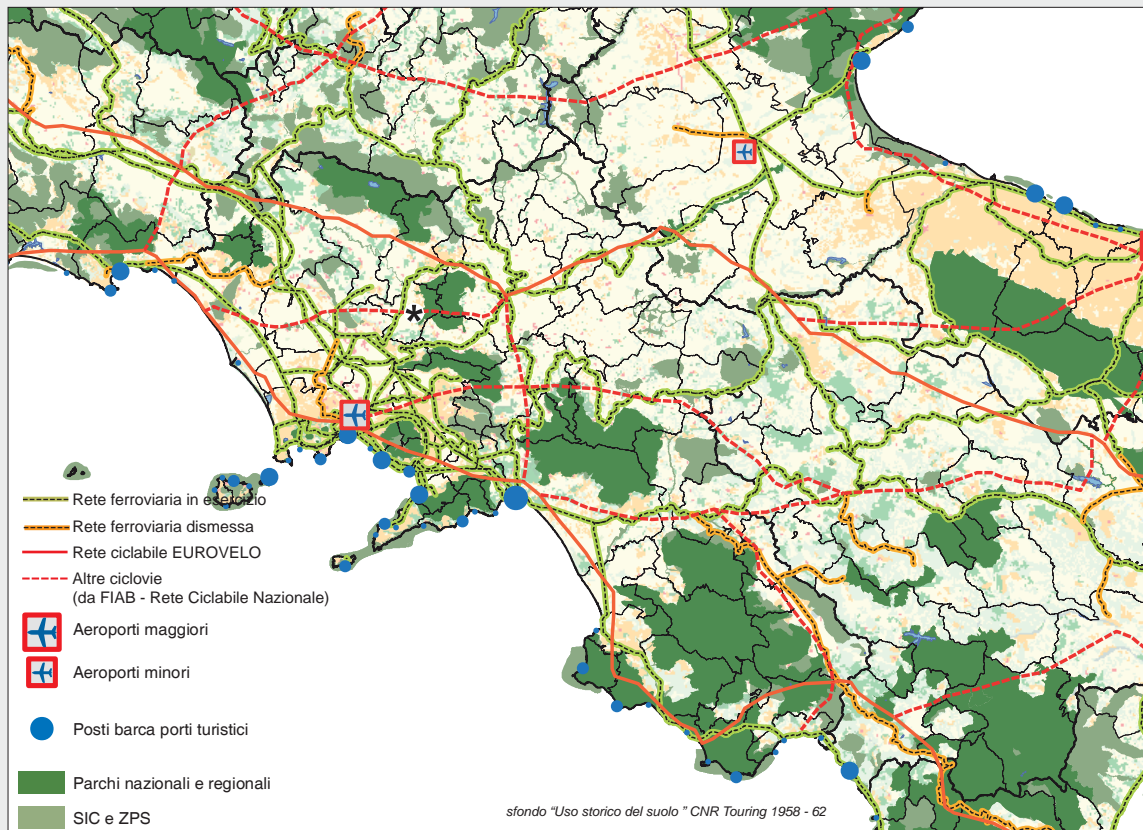 Rete ferroviaria in esercizio
Rete ferroviaria dismessa
Rete ciclabile EUROVELO
Altre ciclovie
(da FIAB - Rete Ciclabile Nazionale)
Aeroporti maggiori
Aeroporti minori
Posti barca porti turistici
Parchi nazionali e regionali
SIC e ZPS
sfondo “Uso storico del suolo ” CNR Touring 1958 - 62
*